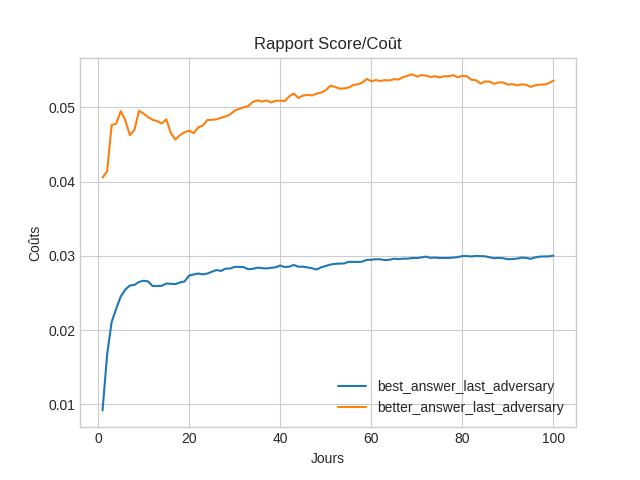 Rapport Score/Coût
Coûts
0.05
0.04
0.03
0.02
0.01
0 20 40 60 80 100
Jours
best_answer_last_adversary
better_answer_last_adversary